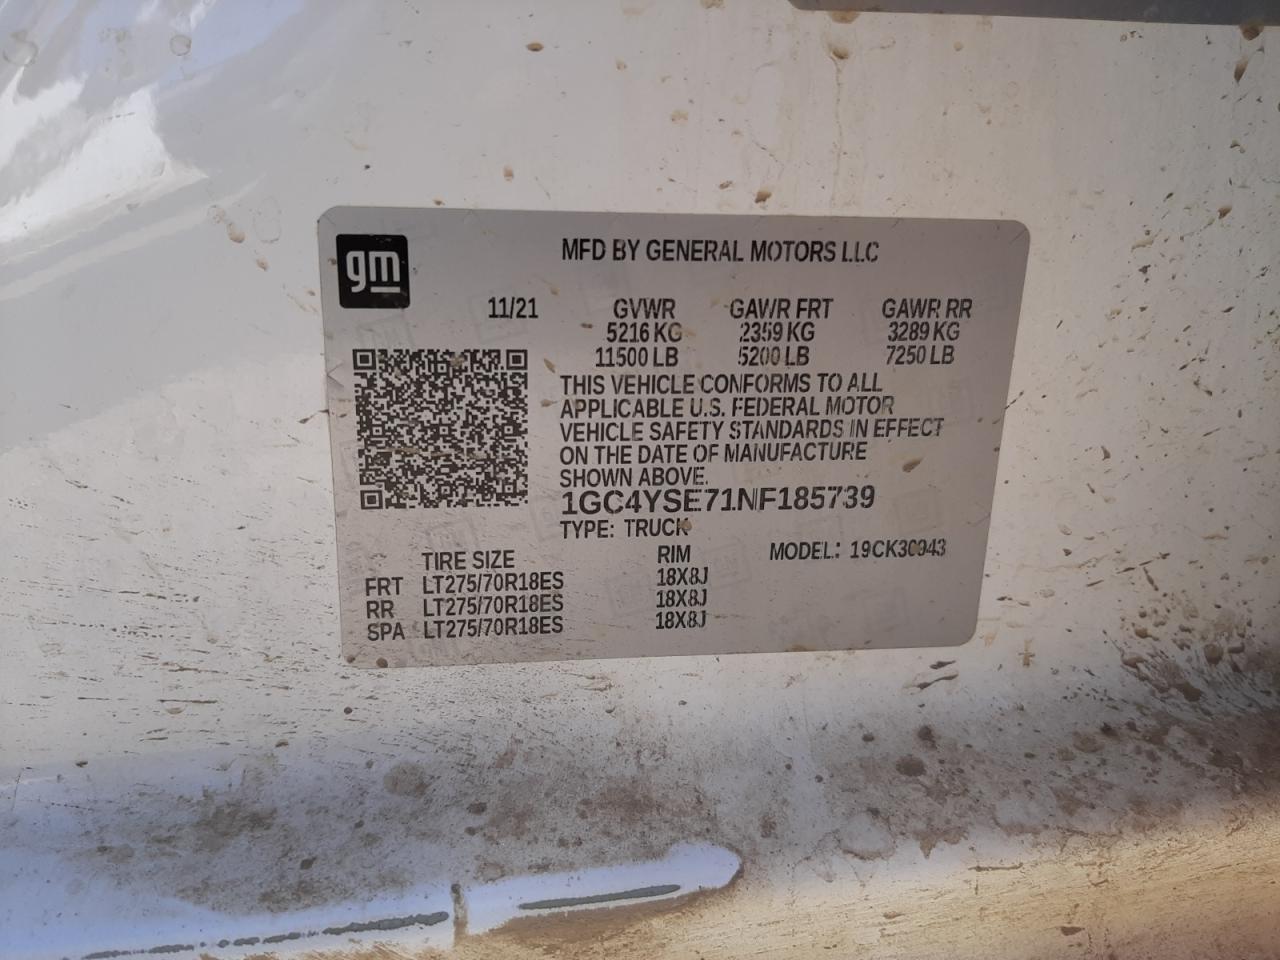 gm
MFD BY GENERAL MOTORS LLC
11/21 GVWR GAWR FRT GAWR RR
5216 KG 2359 KG 3289 KG
11500 LB 5200 LB 7250 LB
THIS VEHICLE CONFORMS TO ALL
APPLICABLE U.S. FEDERAL MOTOR
VEHICLE SAFETY STANDARDS IN EFFECT
ON THE DATE OF MANUFACTURE
SHOWN ABOVE.
1GC4YSE71NF185739
TYPE: TRUCK
TIRE SIZE RIM MODEL: 19CK30943
FRT LT275/70R18ES 18X8J
RR LT275/70R18ES 18X8J
SPA LT275/70R18ES 18X8J